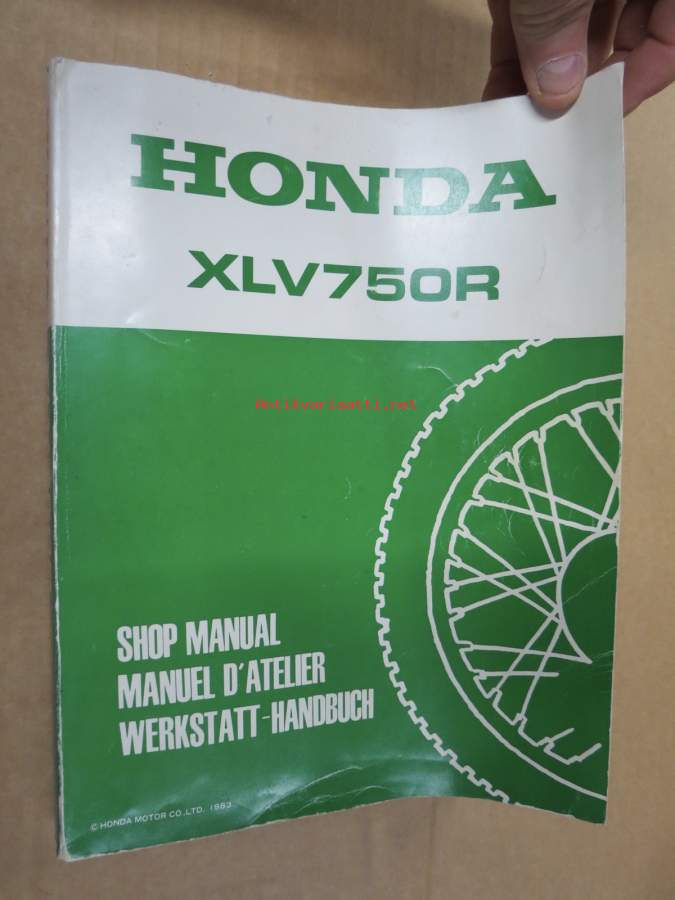 HONDA
XLV750R
Antikvariaatti.net
SHOP MANUAL
MANUEL D'ATELIER
WERKSTATT-HANDBUCH
© HONDA MOTOR CO.,LTD. 1983